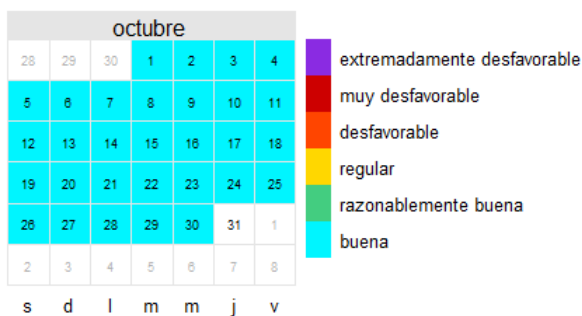 octubre
28 29 30 1 2 3 4
5 6 7 8 9 10 11
12 13 14 15 16 17 18
19 20 21 22 23 24 25
26 27 28 29 30 31 1
2 3 4 5 6 7 8
s d l m m j v
extremadamente desfavorable
muy desfavorable
desfavorable
regular
razonablemente buena
buena